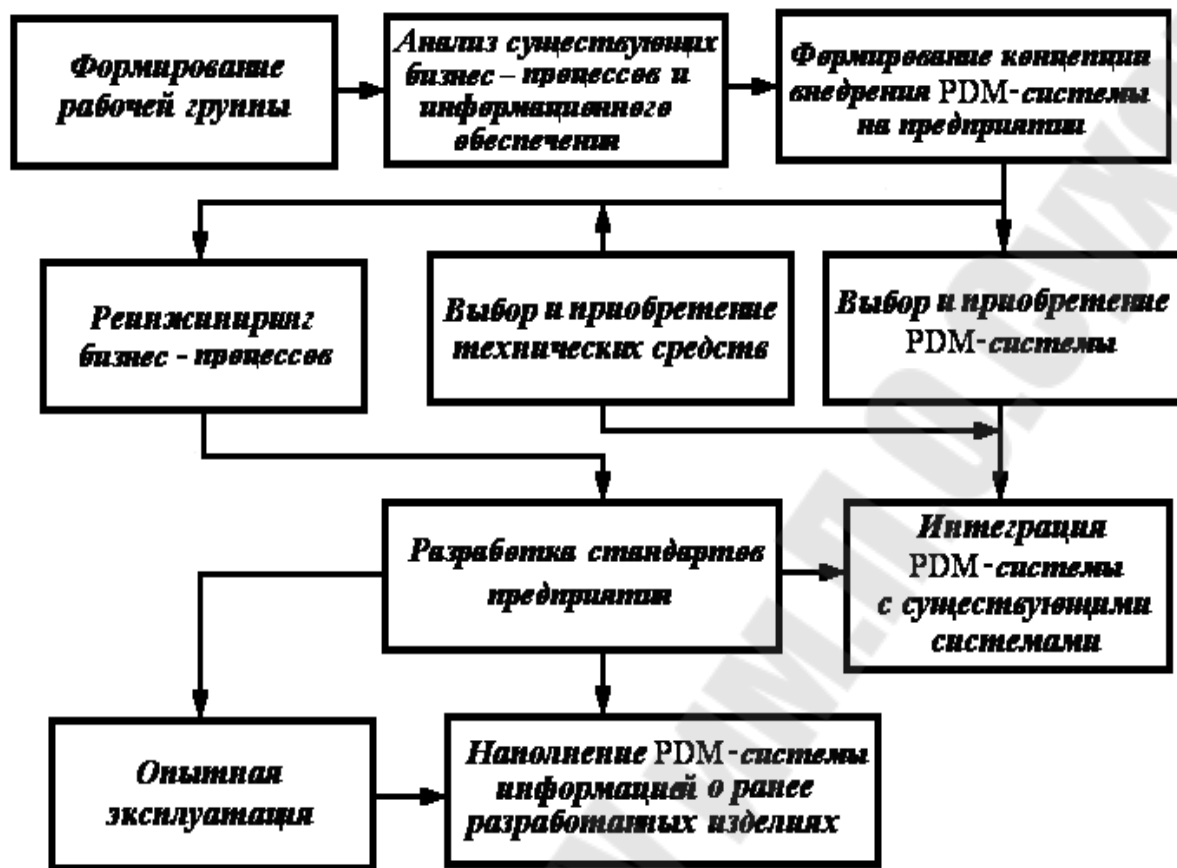 Формирование
рабочей группы
Анализ существующих
бизнес – процессов и
информационного
обеспечения
Формирование концепции
внедрения PDM-системы
на предприятии
Реинжиниринг
бизнес - процессов
Выбор и приобретение
технических средств
Выбор и приобретение
PDM-системы
Разработка стандартов
предприятия
Интеграция
PDM-системы
с существующими
системами
Опытная
эксплуатация
Наполнение PDM-системы
информацией о ранее
разработанных изделиях